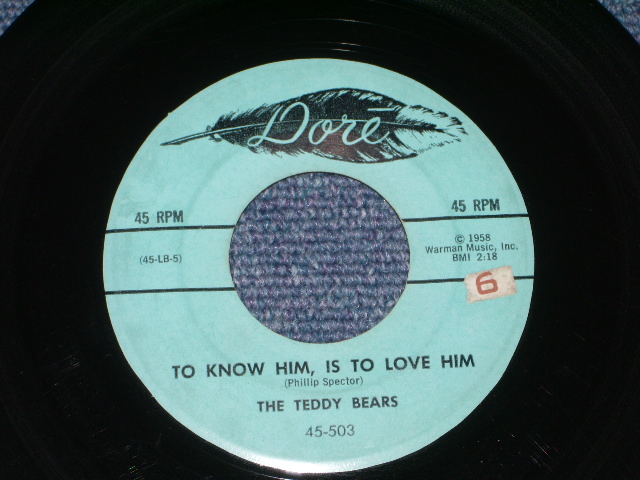 Doré
45 RPM
45 RPM
(45-LB-5)
© 1958
Warman Music, Inc.
BMI 2:18
6
TO KNOW HIM, IS TO LOVE HIM
(Phillip Spector)
THE TEDDY BEARS
45-503